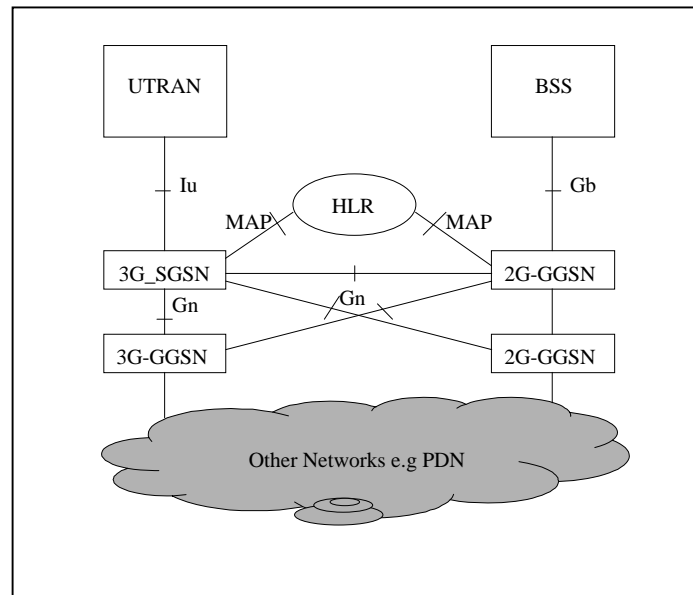 UTRAN
BSS
Iu
Gb
HLR
MAP
MAP
3G_SGSN
2G-GGSN
Gn
Gn
3G-GGSN
2G-GGSN
Other Networks e.g PDN